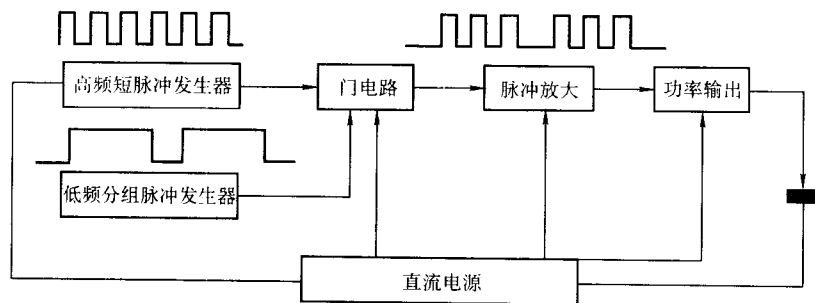 高频短脉冲发生器
门电路
脉冲放大
功率输出
低频分组脉冲发生器
直流电源